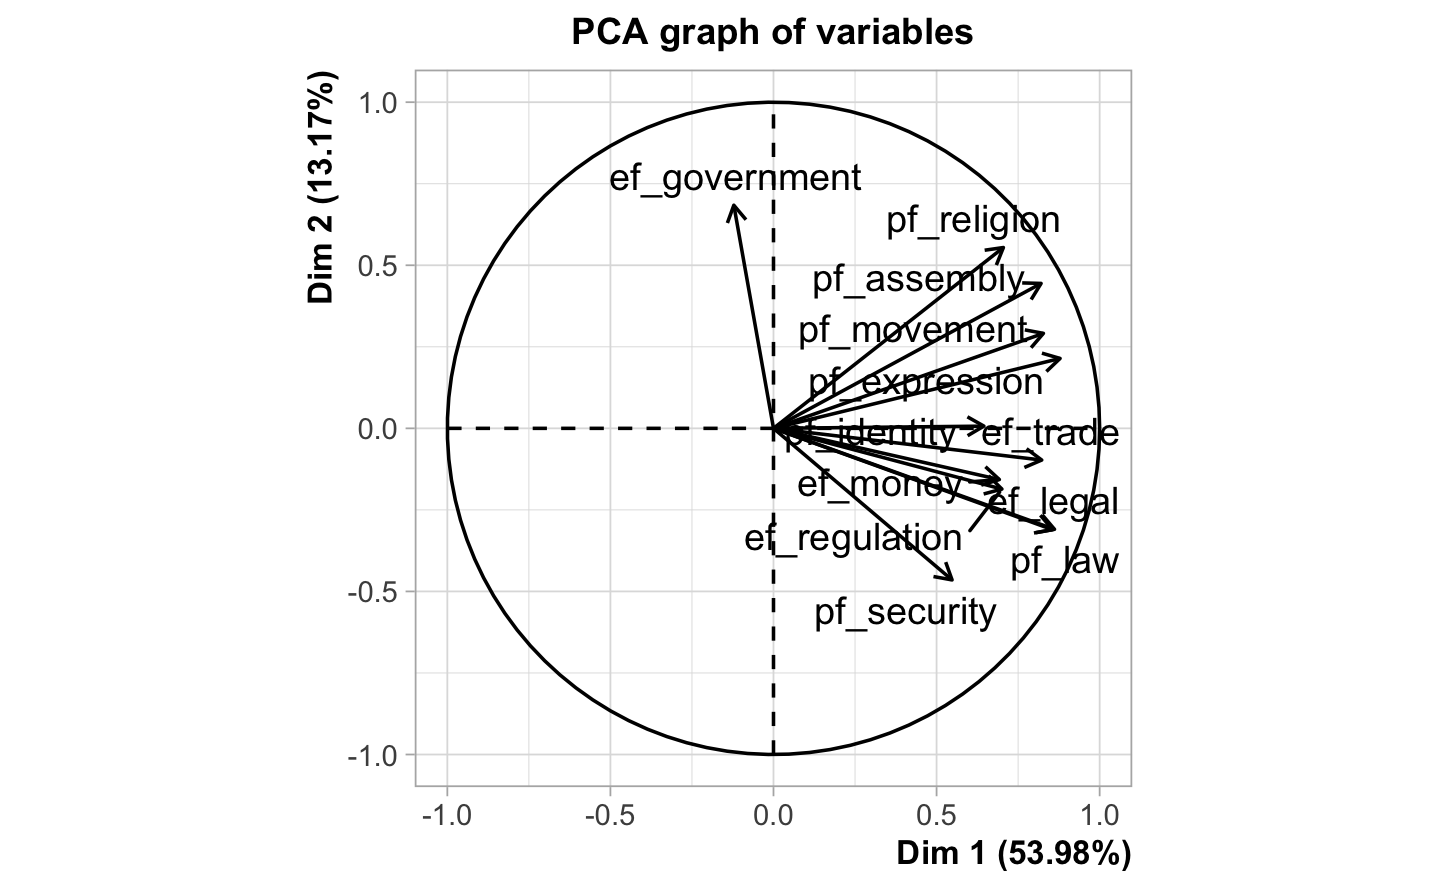 PCA graph of variables
Dim 2 (13.17%)
1.0
0.5
0.0
-0.5
-1.0
ef_government
pf_religion
pf_assembly
pf_movement
pf_expression
pf_identity
ef_trade
ef_money
ef_legal
ef_regulation
pf_law
pf_security
-1.0
-0.5
0.0
0.5
1.0
Dim 1 (53.98%)